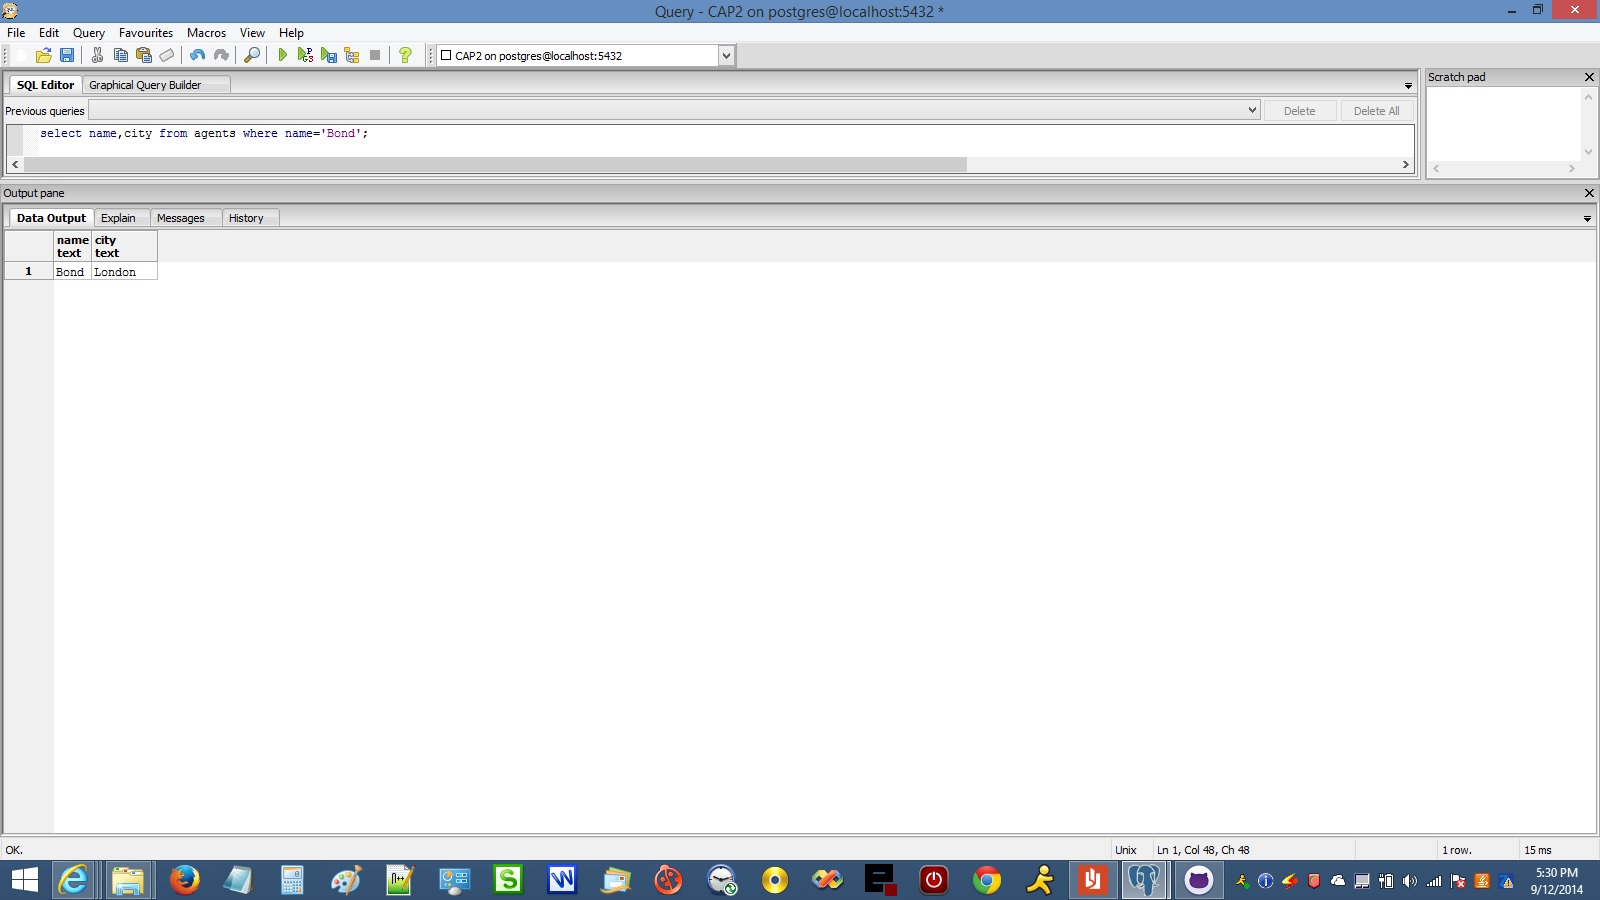 Query - CAP2 on postgres@localhost:5432 *
File Edit Query Favourites Macros View Help
CAP2 on postgres@localhost:5432
SQL Editor Graphical Query Builder
Scratch pad
Previous queries Delete Delete All
select name,city from agents where name='Bond';
Output pane
Data Output Explain Messages History
name city
text text
1 Bond London
OK. Unix Ln 1, Col 48, Ch 48 1 row. 15 ms
5:30 PM
9/12/2014